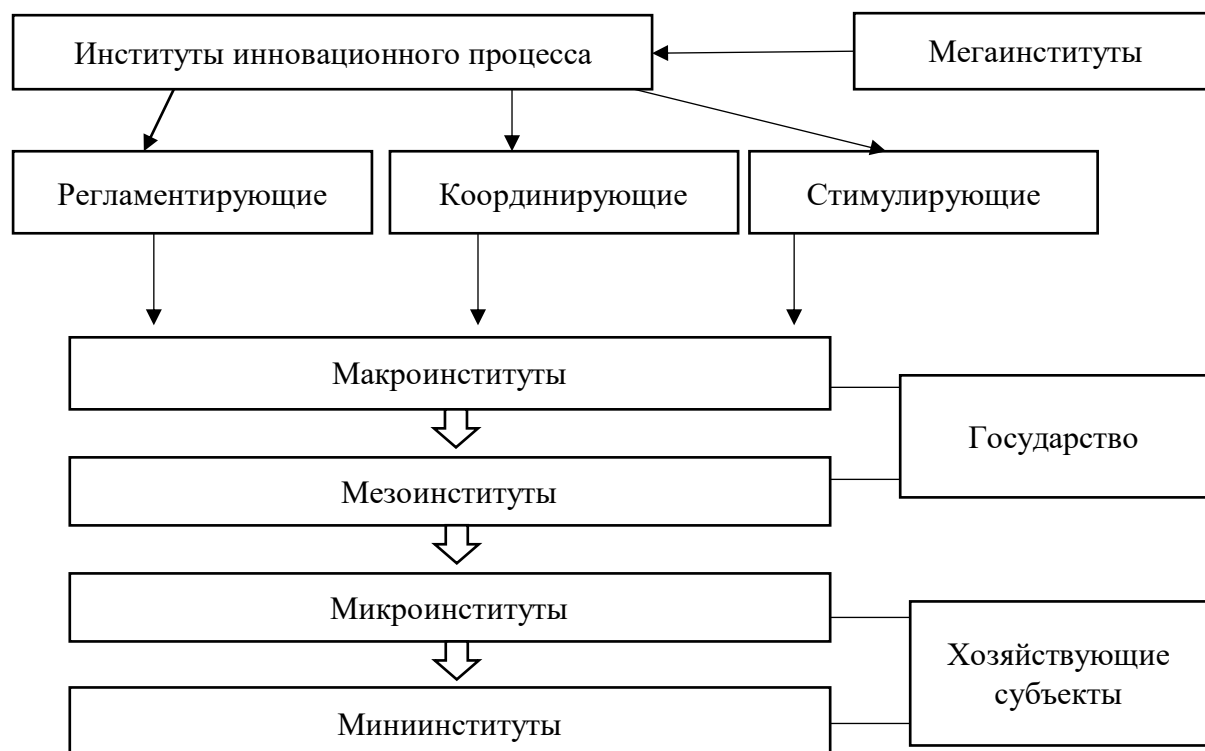 Институты инновационного процесса
Мегаинституты
Регламентирующие
Координирующие
Стимулирующие
Макроинституты
Государство
Мезоинституты
Микроинституты
Хозяйствующие
субъекты
Миниинституты